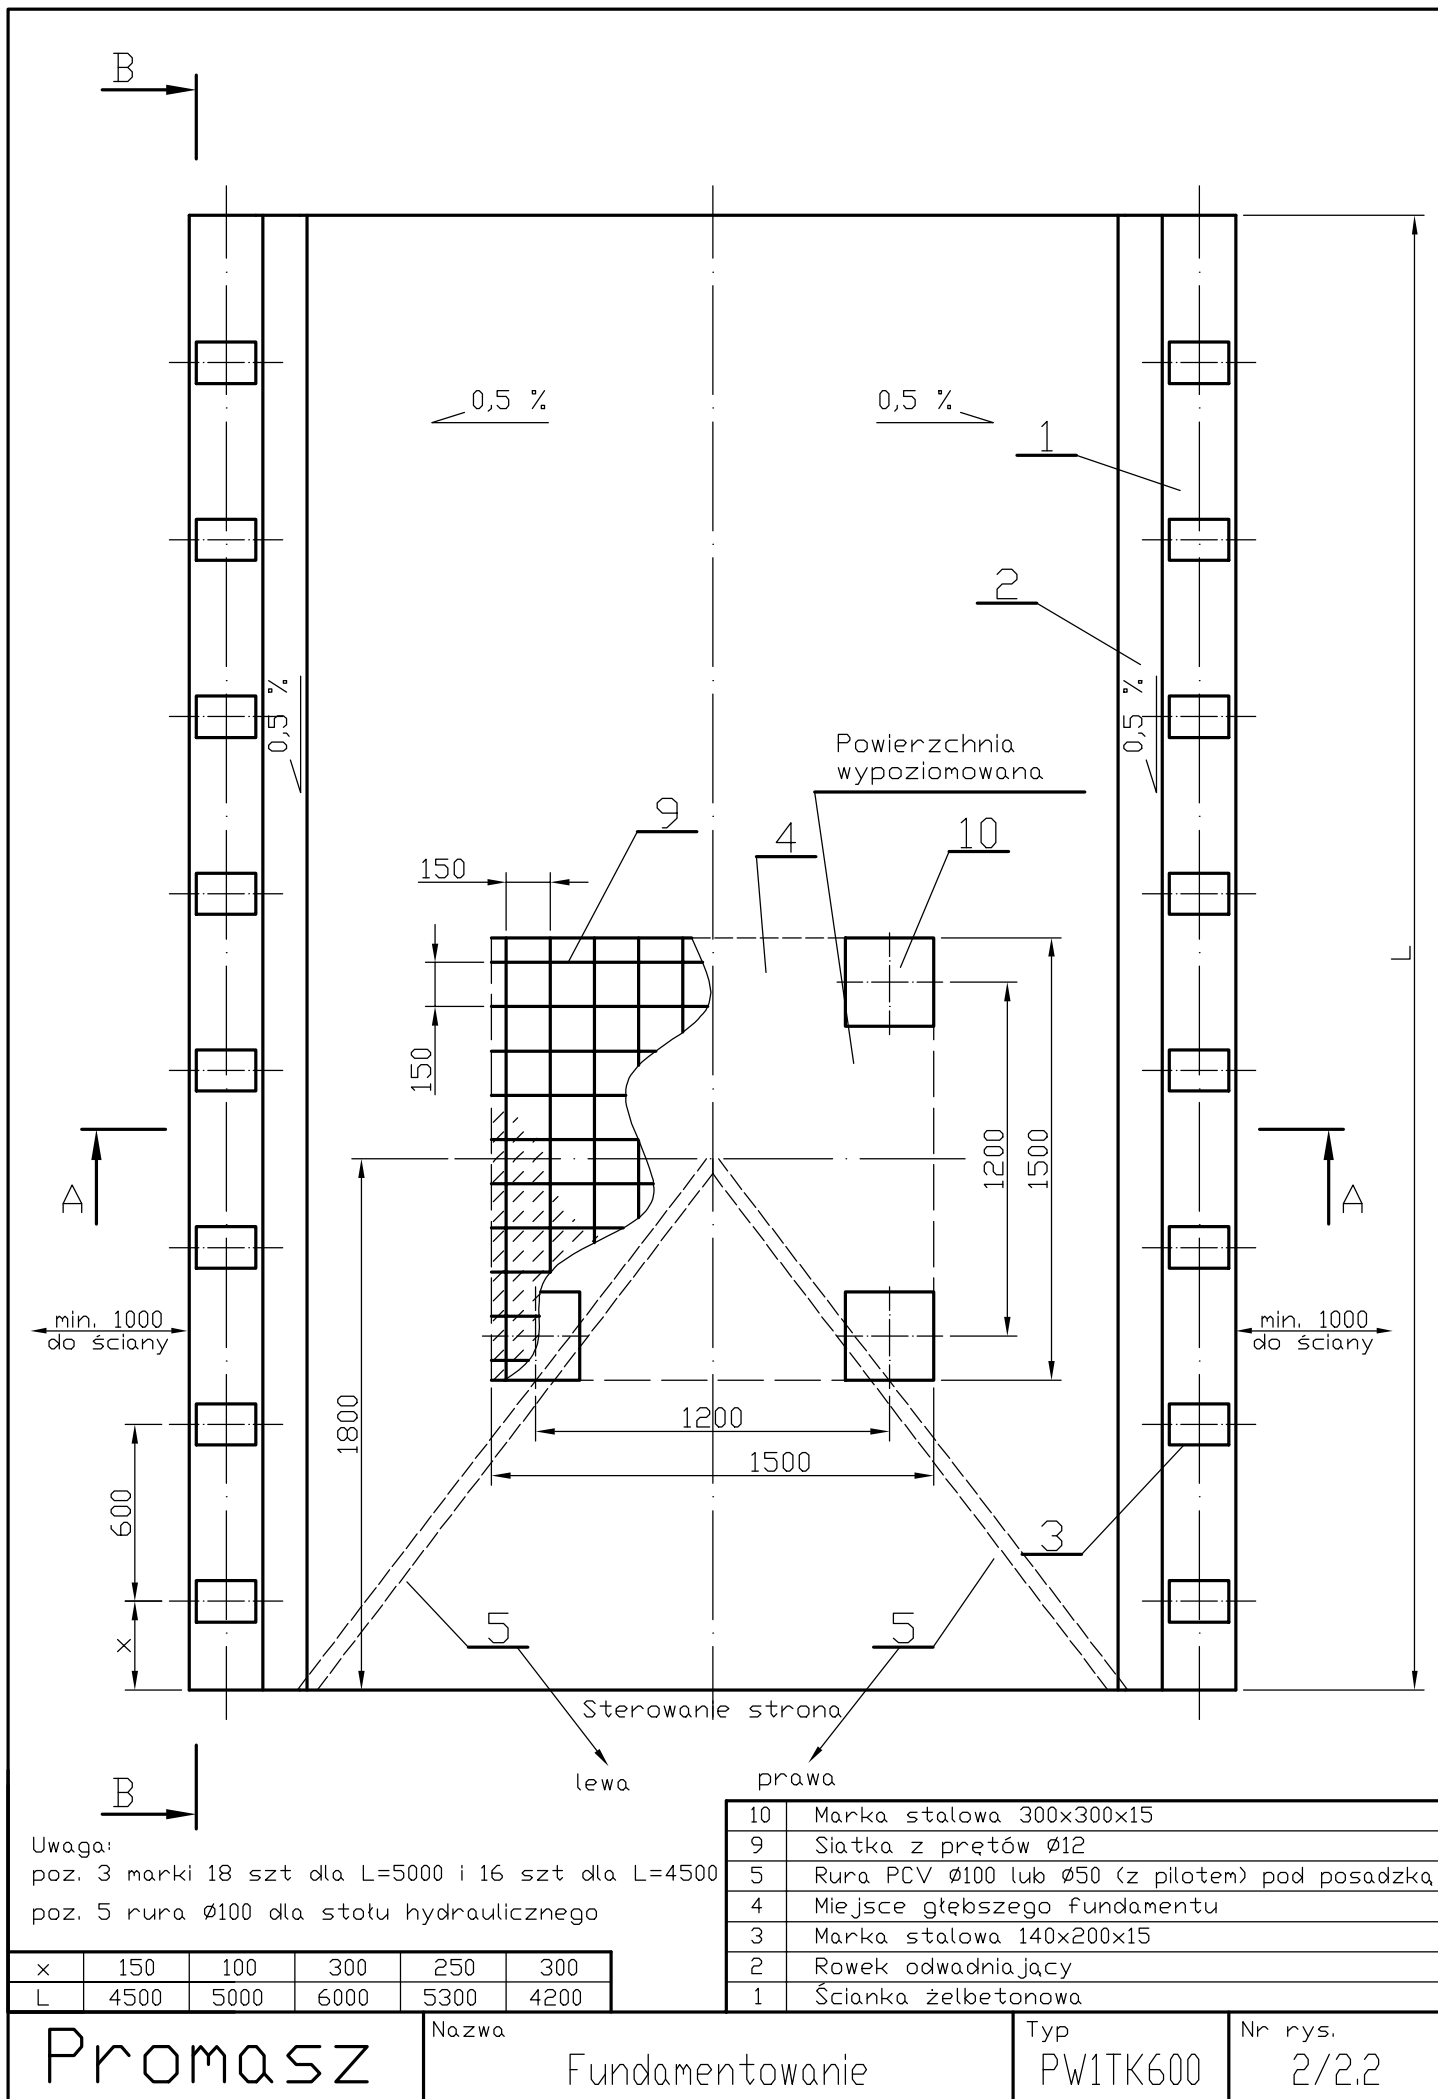 B
0,5 %
0,5 %
1
2
0,5 %
0,5 %
Powierzchnia
wypoziomowana
9
4
10
150
150
L
1200
1500
A
A
min. 1000
do ściany
min. 1000
do ściany
1800
1200
1500
600
3
x
5
5
Sterowanie strona
lewa
prawa
B
Uwaga:
poz. 3 marki 18 szt dla L=5000 i 16 szt dla L=4500
poz. 5 rura Ø100 dla stołu hydraulicznego
x 150 100 300 250 300
L 4500 5000 6000 5300 4200
10 Marka stalowa 300x300x15
9 Siatka z prętów Ø12
5 Rura PCV Ø100 lub Ø50 (z pilotem) pod posadzką
4 Miejsce głębszego fundamentu
3 Marka stalowa 140x200x15
2 Rowek odwadniający
1 Ścianka żelbetonowa
Promasz
Nazwa
Fundamentowanie
Typ
PW1TK600
Nr rys.
2/2.2